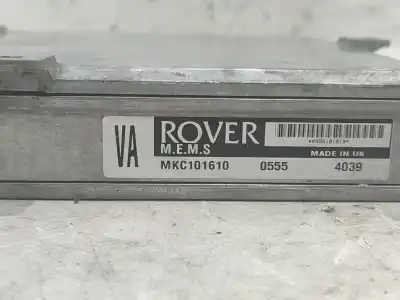 VA
ROVER
M.E.M.S
MADE IN UK
MKC101610 0555 4039